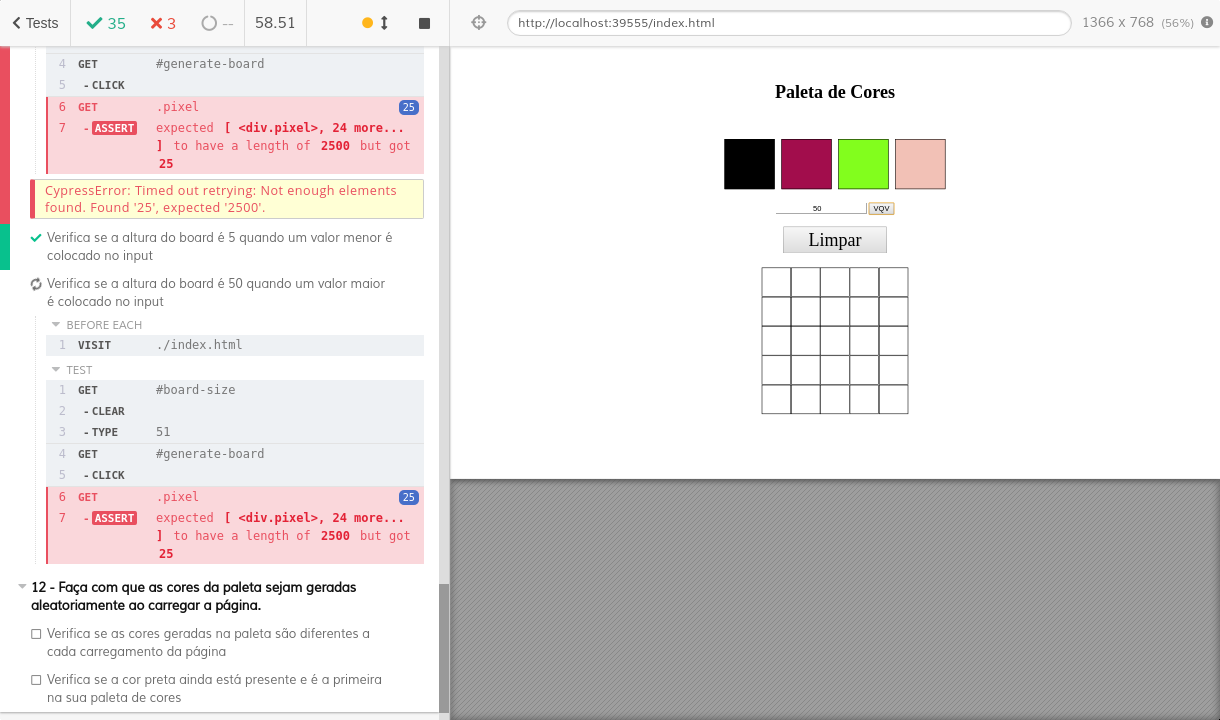 Tests
35
3
--
58.51
http://localhost:39555/index.html
1366 x 768 (56%)
4 GET #generate-board
5 - CLICK
6 GET .pixel 25
7 - ASSERT expected [ <div.pixel>, 24 more...
] to have a length of 2500 but got
25
CypressError: Timed out retrying: Not enough elements
found. Found '25', expected '2500'.
Verifica se a altura do board é 5 quando um valor menor é
colocado no input
Verifica se a altura do board é 50 quando um valor maior
é colocado no input
BEFORE EACH
1 VISIT ./index.html
TEST
1 GET #board-size
2 - CLEAR
3 - TYPE 51
4 GET #generate-board
5 - CLICK
6 GET .pixel 25
7 - ASSERT expected [ <div.pixel>, 24 more...
] to have a length of 2500 but got
25
12 - Faça com que as cores da paleta sejam geradas
aleatoriamente ao carregar a página.
Verifica se as cores geradas na paleta são diferentes a
cada carregamento da página
Verifica se a cor preta ainda está presente e é a primeira
na sua paleta de cores
Paleta de Cores
50 VQV
Limpar